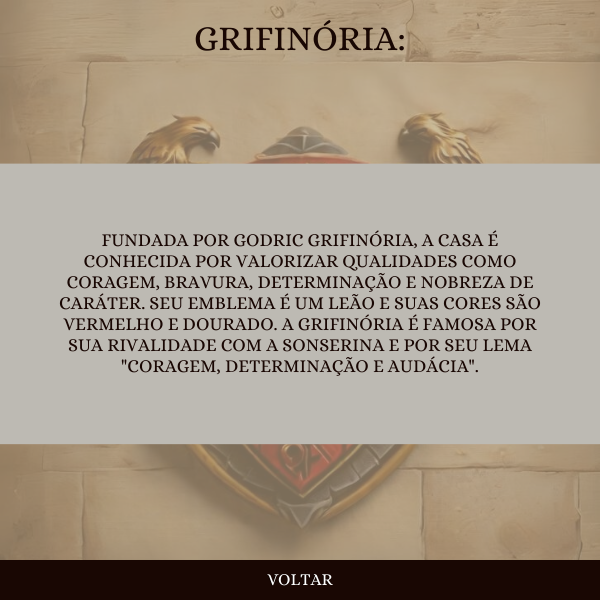 GRIFINÓRIA:
FUNDADA POR GODRIC GRIFINÓRIA, A CASA É
CONHECIDA POR VALORIZAR QUALIDADES COMO
CORAGEM, BRAVURA, DETERMINAÇÃO E NOBREZA DE
CARÁTER. SEU EMBLEMA É UM LEÃO E SUAS CORES SÃO
VERMELHO E DOURADO. A GRIFINÓRIA É FAMOSA POR
SUA RIVALIDADE COM A SONSERINA E POR SEU LEMA
"CORAGEM, DETERMINAÇÃO E AUDÁCIA".
VOLTAR